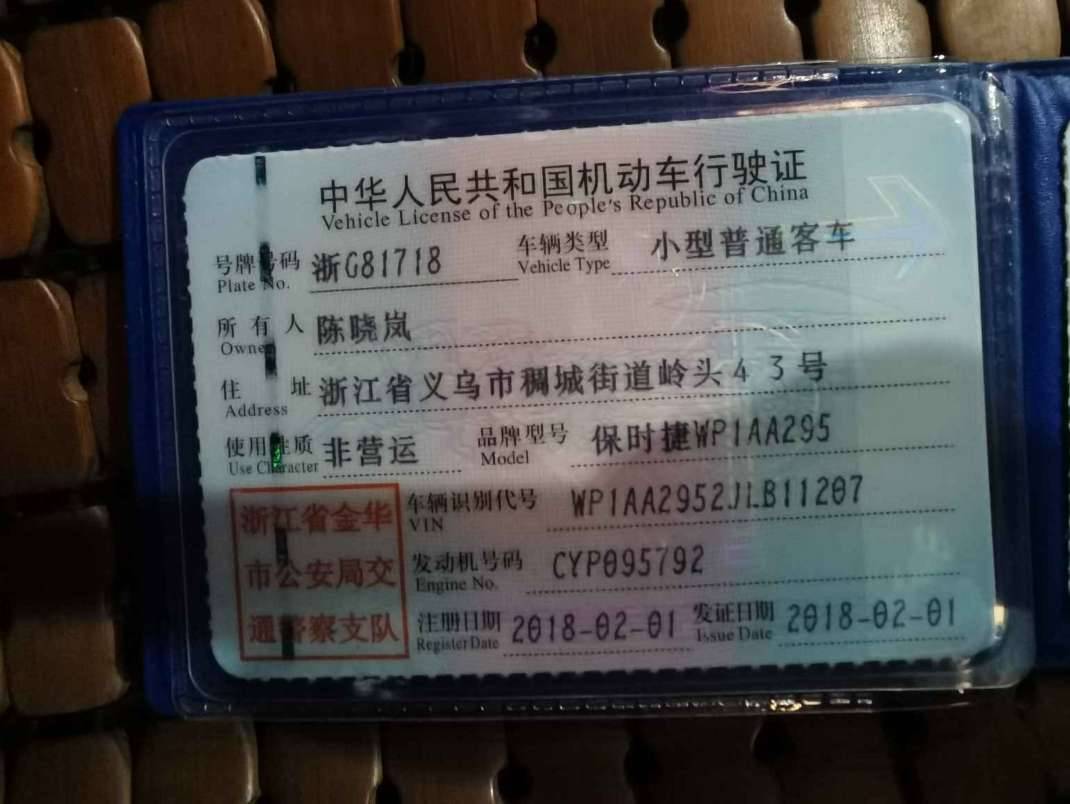 中华人民共和国机动车行驶证
Vehicle License of the People's Republic of China
号牌号码 浙G81718 车辆类型 小型普通客车
Plate No. Vehicle Type
所有人 陈晓岚
Owner
住址 浙江省义乌市稠城街道岭头43号
Address
使用性质 非营运 品牌型号 保时捷WP1AA295
Use Character Model
浙江省金华 车辆识别代号 WP1AA2952JLB11207
VIN
市公安局交 发动机号码 CYP095792
Engine No.
通警察支队 注册日期 2018-02-01 发证日期 2018-02-01
Register Date Issue Date